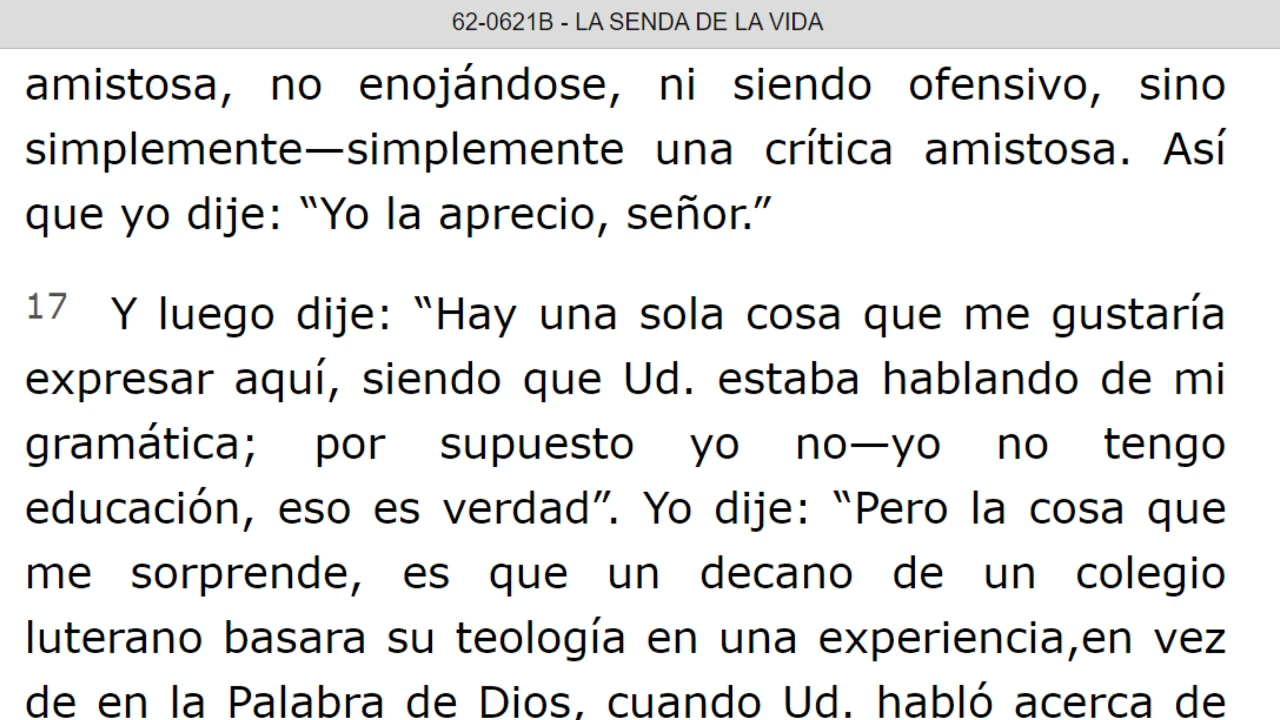 62-0621B - LA SENDA DE LA VIDA
amistosa, no enojándose, ni siendo ofensivo, sino
simplemente—simplemente una crítica amistosa. Así
que yo dije: “Yo la aprecio, señor.”
17 Y luego dije: “Hay una sola cosa que me gustaría
expresar aquí, siendo que Ud. estaba hablando de mi
gramática; por supuesto yo no—yo no tengo
educación, eso es verdad”. Yo dije: “Pero la cosa que
me sorprende, es que un decano de un colegio
luterano basara su teología en una experiencia,en vez
de en la Palabra de Dios, cuando Ud. habló acerca de